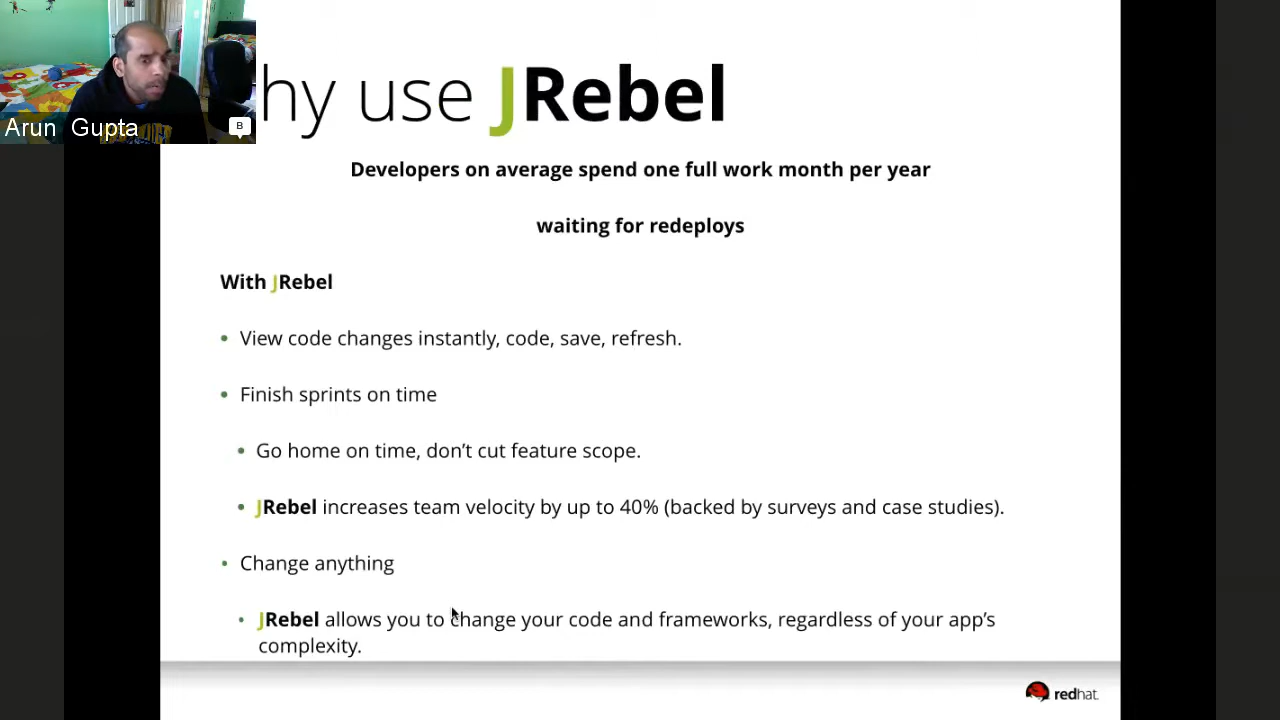 hy use JRebel
Arun Gupta
B
Developers on average spend one full work month per year
waiting for redeploys
With JRebel
• View code changes instantly, code, save, refresh.
• Finish sprints on time
• Go home on time, don't cut feature scope.
• JRebel increases team velocity by up to 40% (backed by surveys and case studies).
• Change anything
• JRebel allows you to change your code and frameworks, regardless of your app's
complexity.
redhat.